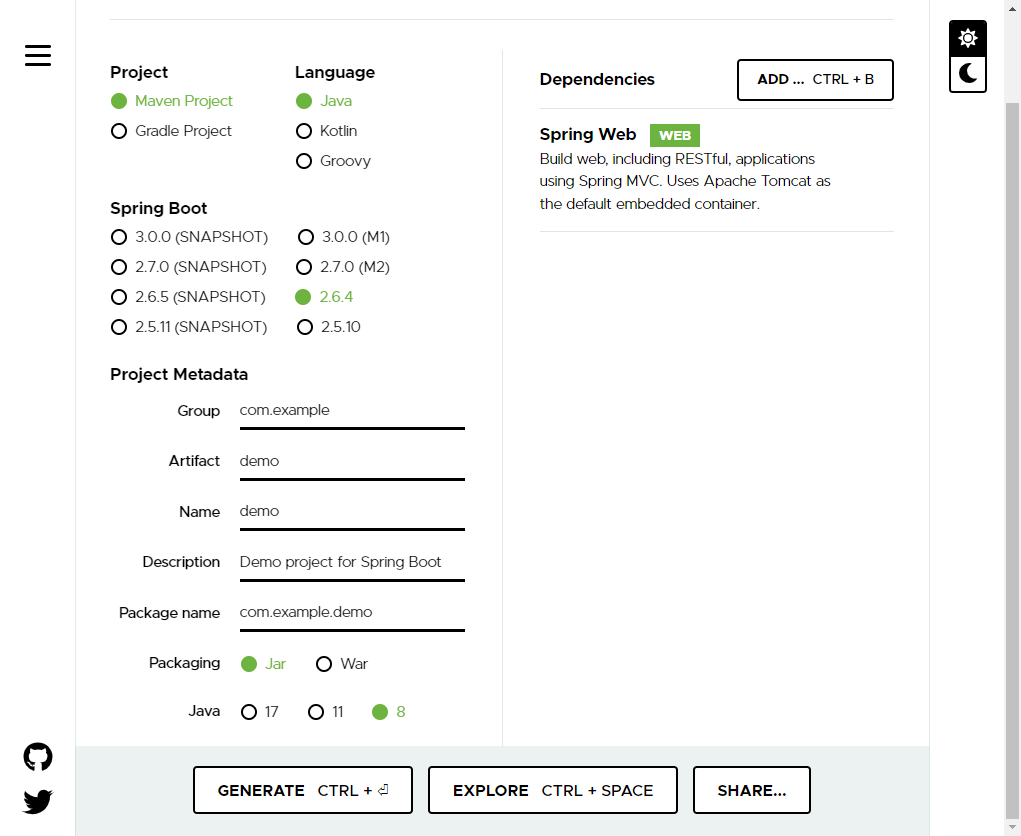 Project
Maven Project
Gradle Project
Language
Java
Kotlin
Groovy
Spring Boot
3.0.0 (SNAPSHOT)
3.0.0 (M1)
2.7.0 (SNAPSHOT)
2.7.0 (M2)
2.6.5 (SNAPSHOT)
2.6.4
2.5.11 (SNAPSHOT)
2.5.10
Project Metadata
Group com.example
Artifact demo
Name demo
Description Demo project for Spring Boot
Package name com.example.demo
Packaging Jar War
Java 17 11 8
Dependencies
ADD ... CTRL + B
Spring Web WEB
Build web, including RESTful, applications
using Spring MVC. Uses Apache Tomcat as
the default embedded container.
GENERATE CTRL + ⏎
EXPLORE CTRL + SPACE
SHARE...